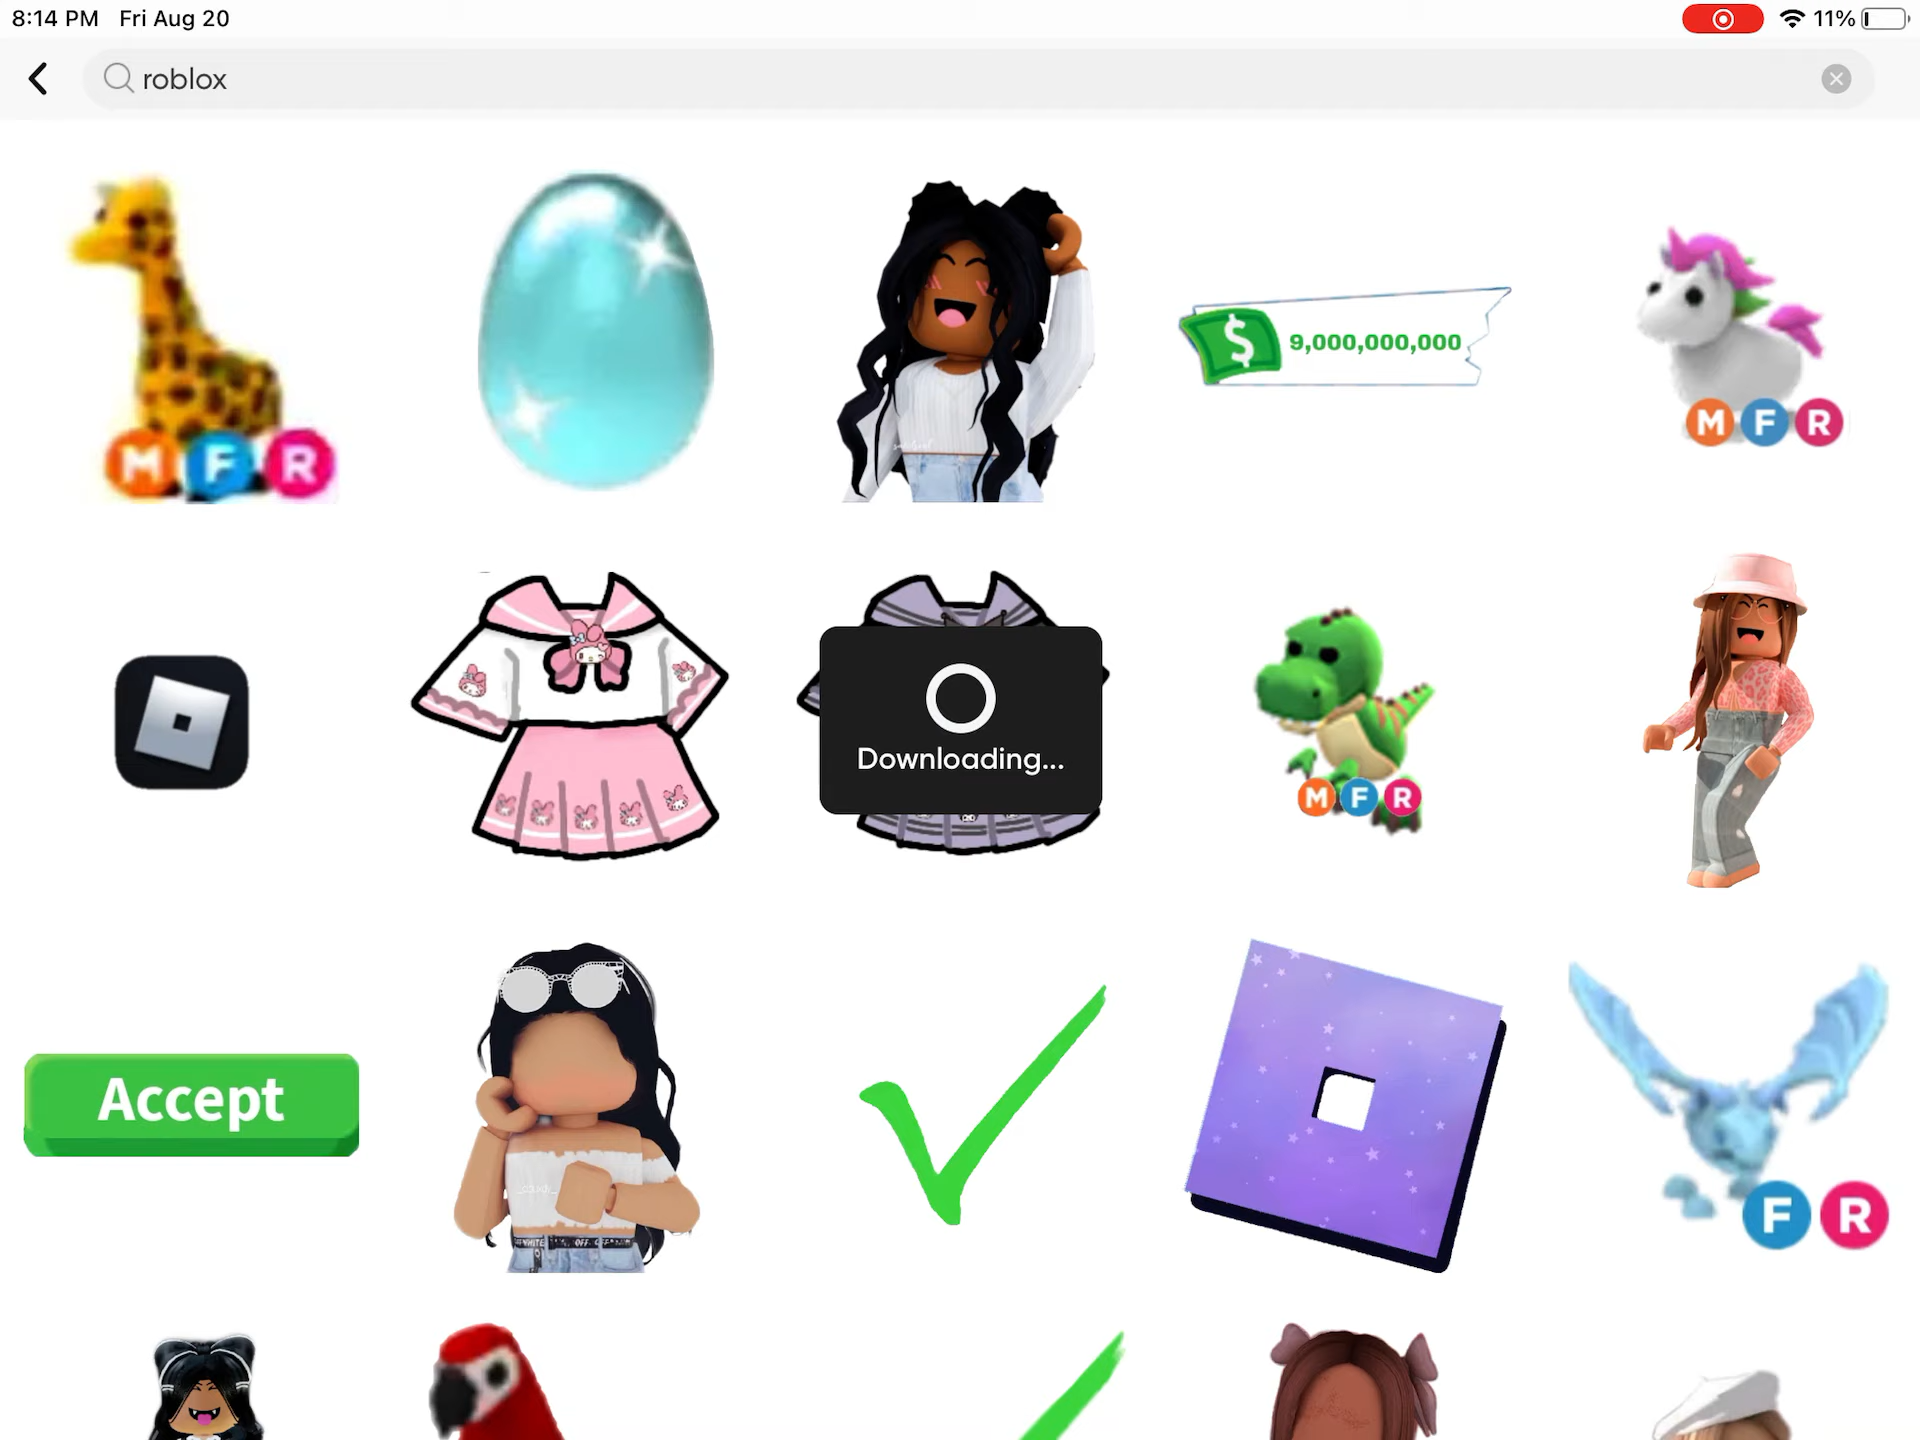 8:14 PM Fri Aug 20
11%
roblox
M F R
$ 9,000,000,000
M F R
Downloading...
M F R
Accept
F R